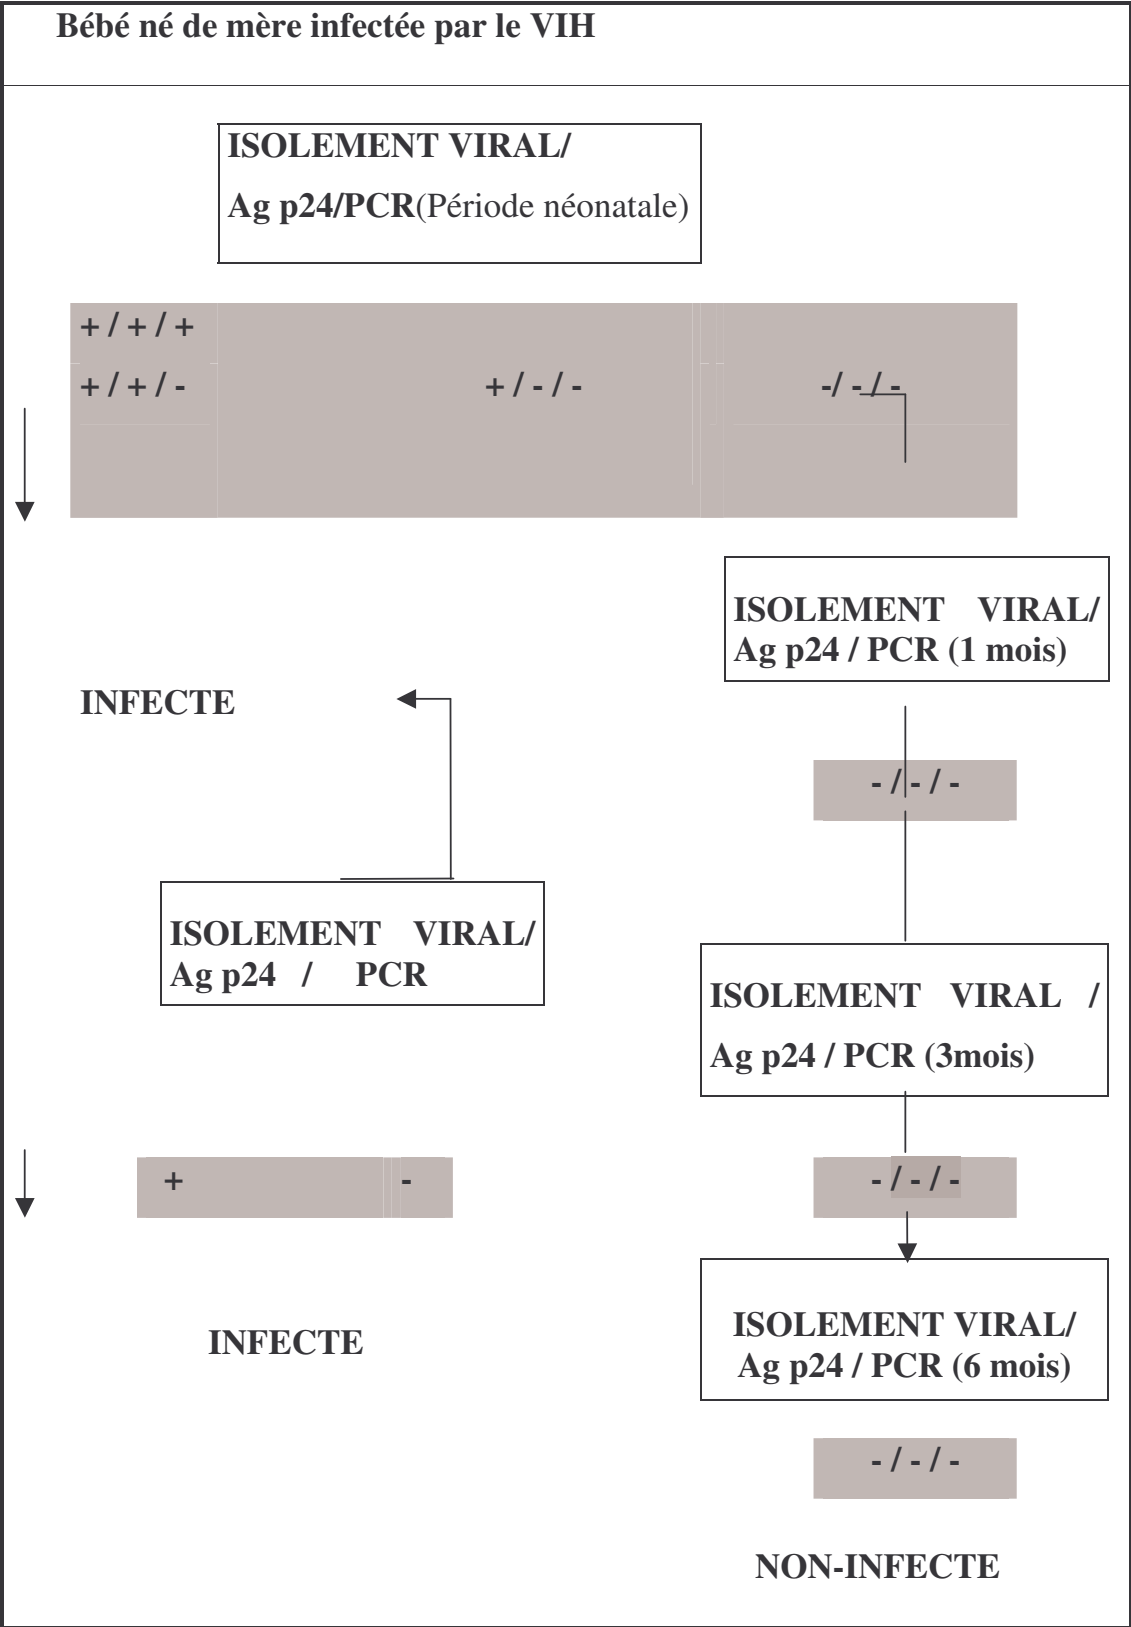 Bébé né de mère infectée par le VIH
ISOLEMENT VIRAL/
Ag p24/PCR(Période néonatale)
+ / + / +
+ / + / - + / - / - -/ - / -
ISOLEMENT VIRAL/
Ag p24 / PCR (1 mois)
INFECTE
- / - / -
ISOLEMENT VIRAL/
Ag p24 / PCR
ISOLEMENT VIRAL /
Ag p24 / PCR (3mois)
+ -
- / - / -
INFECTE
ISOLEMENT VIRAL/
Ag p24 / PCR (6 mois)
- / - / -
NON-INFECTE